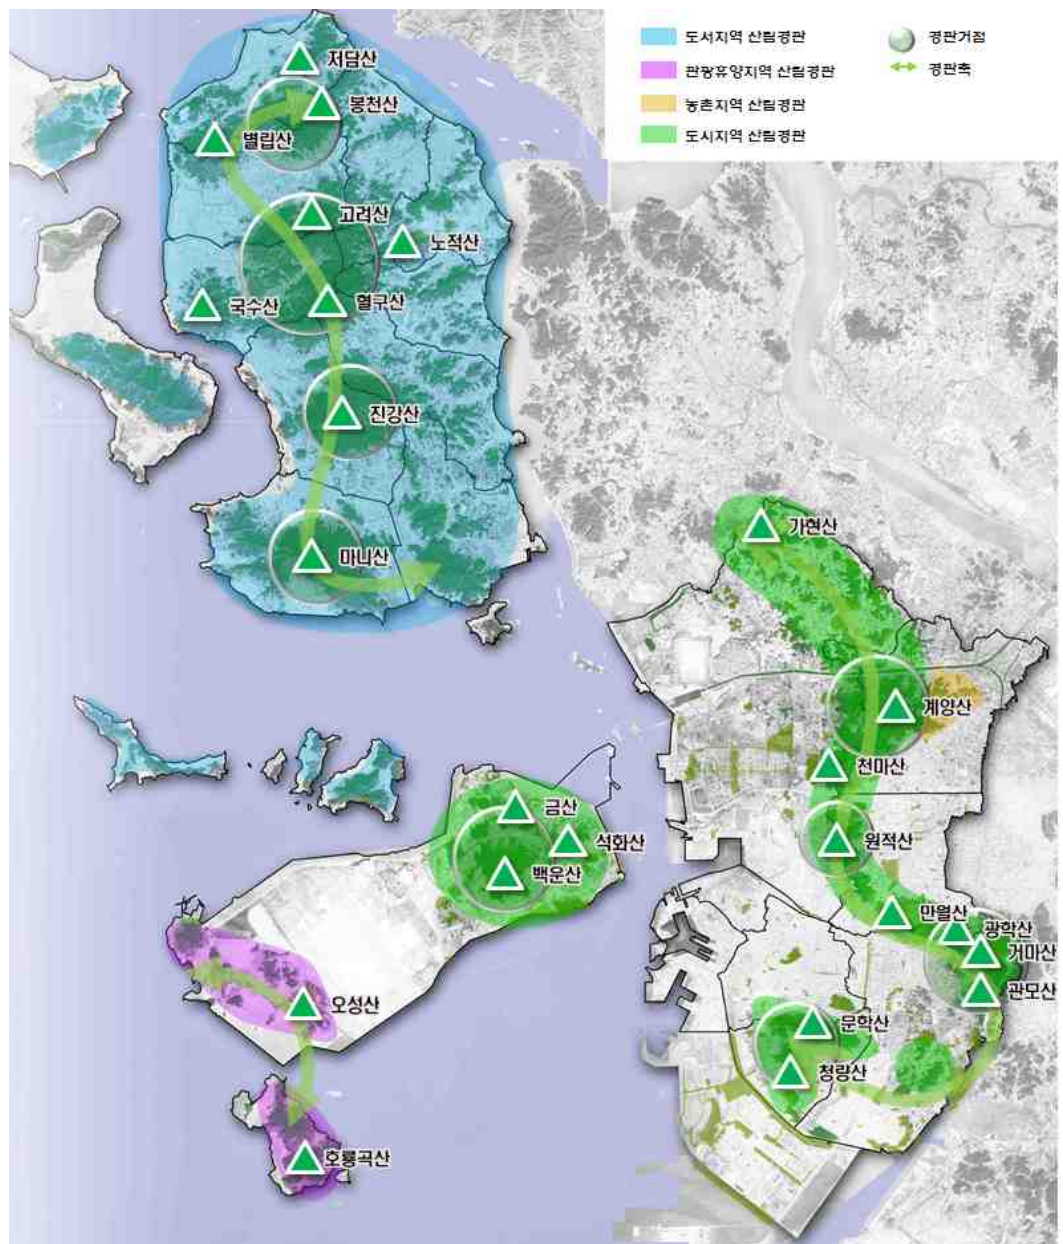 도서지역 산림경관
관광휴양지역 산림경관
농촌지역 산림경관
도시지역 산림경관
경관거점
경관축
저담산
봉천산
별립산
고려산
노적산
국수산
혈구산
진강산
마니산
가현산
계양산
천마산
금산
석화산
원적산
백운산
만월산
광학산
거마산
관모산
오성산
문학산
청량산
호룡곡산